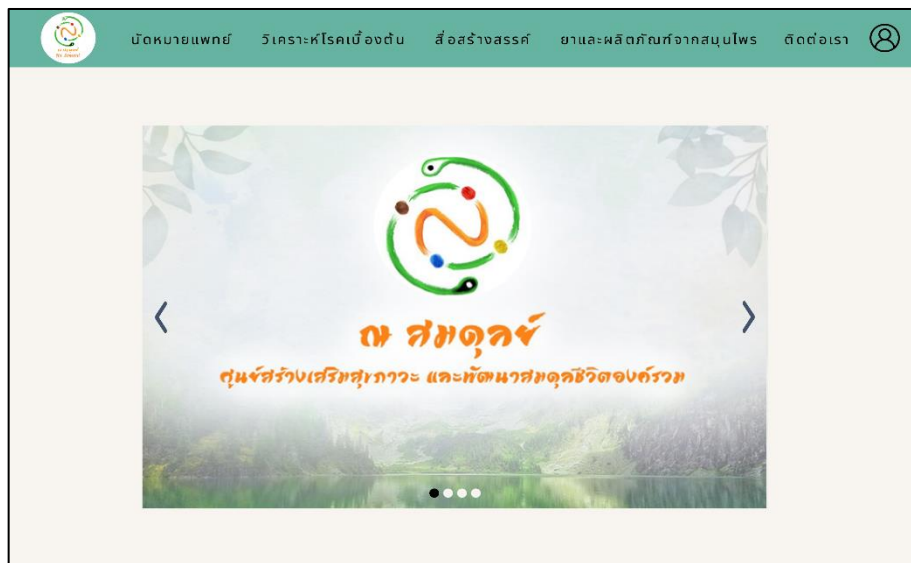 นัดหมายแพทย์ วิเคราะห์โรคเบื้องต้น สื่อสร้างสรรค์ ยาและผลิตภัณฑ์จากสมุนไพร ติดต่อเรา
ณ สมดุลย์
ศูนย์สร้างเสริมสุขภาวะ และพัฒนาสมดุลชีวิตองค์รวม